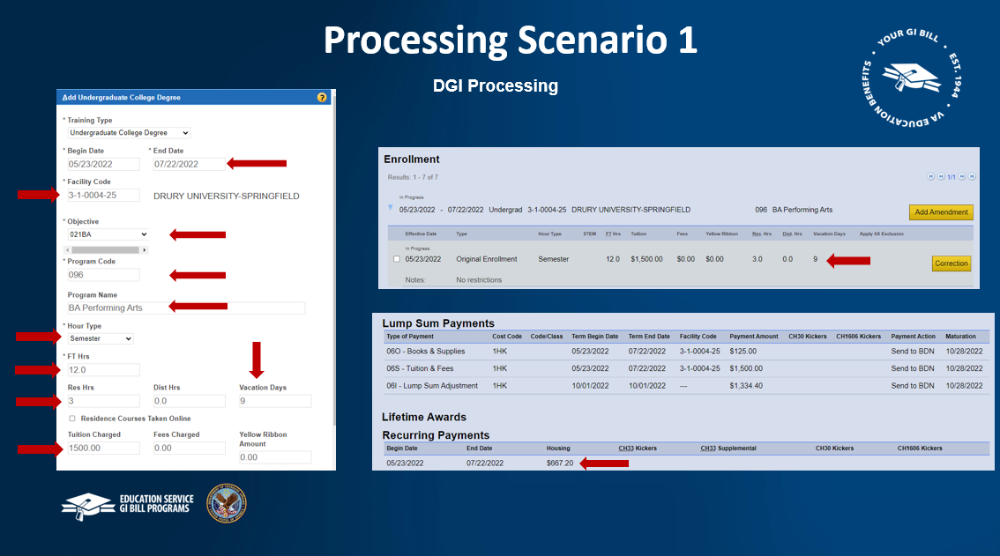 Processing Scenario 1
DGI Processing
YOUR GI BILL • EST. 1944 • VA EDUCATION BENEFITS •
Add Undergraduate College Degree ?
* Training Type
Undergraduate College Degree
* Begin Date * End Date
05/23/2022 07/22/2022
* Facility Code
3-1-0004-25 DRURY UNIVERSITY-SPRINGFIELD
* Objective
021BA
* Program Code
096
Program Name
BA Performing Arts
* Hour Type
Semester
* FT Hrs
12.0
Res Hrs Dist Hrs Vacation Days
3 0.0 9
Residence Courses Taken Online
Tuition Charged Fees Charged Yellow Ribbon Amount
1500.00 0.00 0.00
Enrollment
Results: 1 - 7 of 7 1/1
In Progress
05/23/2022 - 07/22/2022 Undergrad 3-1-0004-25 DRURY UNIVERSITY-SPRINGFIELD 096 BA Performing Arts Add Amendment
Effective Date Type Hour Type STEM FT Hrs Tuition Fees Yellow Ribbon Res. Hrs Dist. Hrs Vacation Days Apply 6X Exclusion
In Progress
05/23/2022 Original Enrollment Semester 12.0 $1,500.00 $0.00 $0.00 3.0 0.0 9 Correction
Notes: No restrictions
Lump Sum Payments
Type of Payment Cost Code Code/Class Term Begin Date Term End Date Facility Code Payment Amount CH30 Kickers CH1606 Kickers Payment Action Maturation
06O - Books & Supplies 1HK 05/23/2022 07/22/2022 3-1-0004-25 $125.00 Send to BDN 10/28/2022
06S - Tuition & Fees 1HK 05/23/2022 07/22/2022 3-1-0004-25 $1,500.00 Send to BDN 10/28/2022
06I - Lump Sum Adjustment 1HK 10/01/2022 10/01/2022 --- $1,334.40 Send to BDN 10/28/2022
Lifetime Awards
Recurring Payments
Begin Date End Date Housing CH33 Kickers CH33 Supplemental CH30 Kickers CH1606 Kickers
05/23/2022 07/22/2022 $667.20
EDUCATION SERVICE
GI BILL PROGRAMS